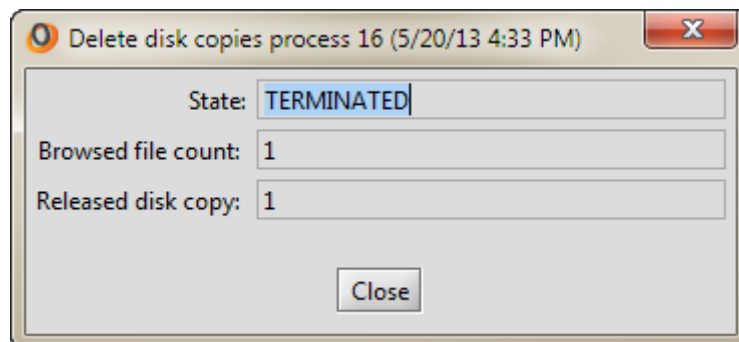 Delete disk copies process 16 (5/20/13 4:33 PM)
State: TERMINATED
Browsed file count: 1
Released disk copy: 1
Close